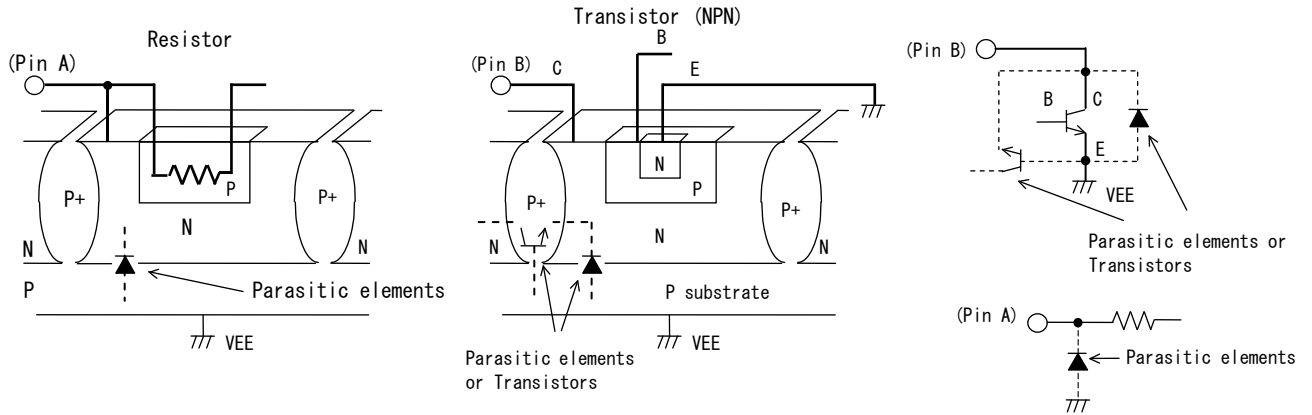 Resistor
(Pin A)
P+
P
P+
N
N
N
P
Parasitic elements
VEE
Transistor (NPN)
B
(Pin B)
C
E
N
P
P+
P+
N
N
N
P substrate
VEE
Parasitic elements
or Transistors
(Pin B)
B
C
E
VEE
Parasitic elements or
Transistors
(Pin A)
Parasitic elements